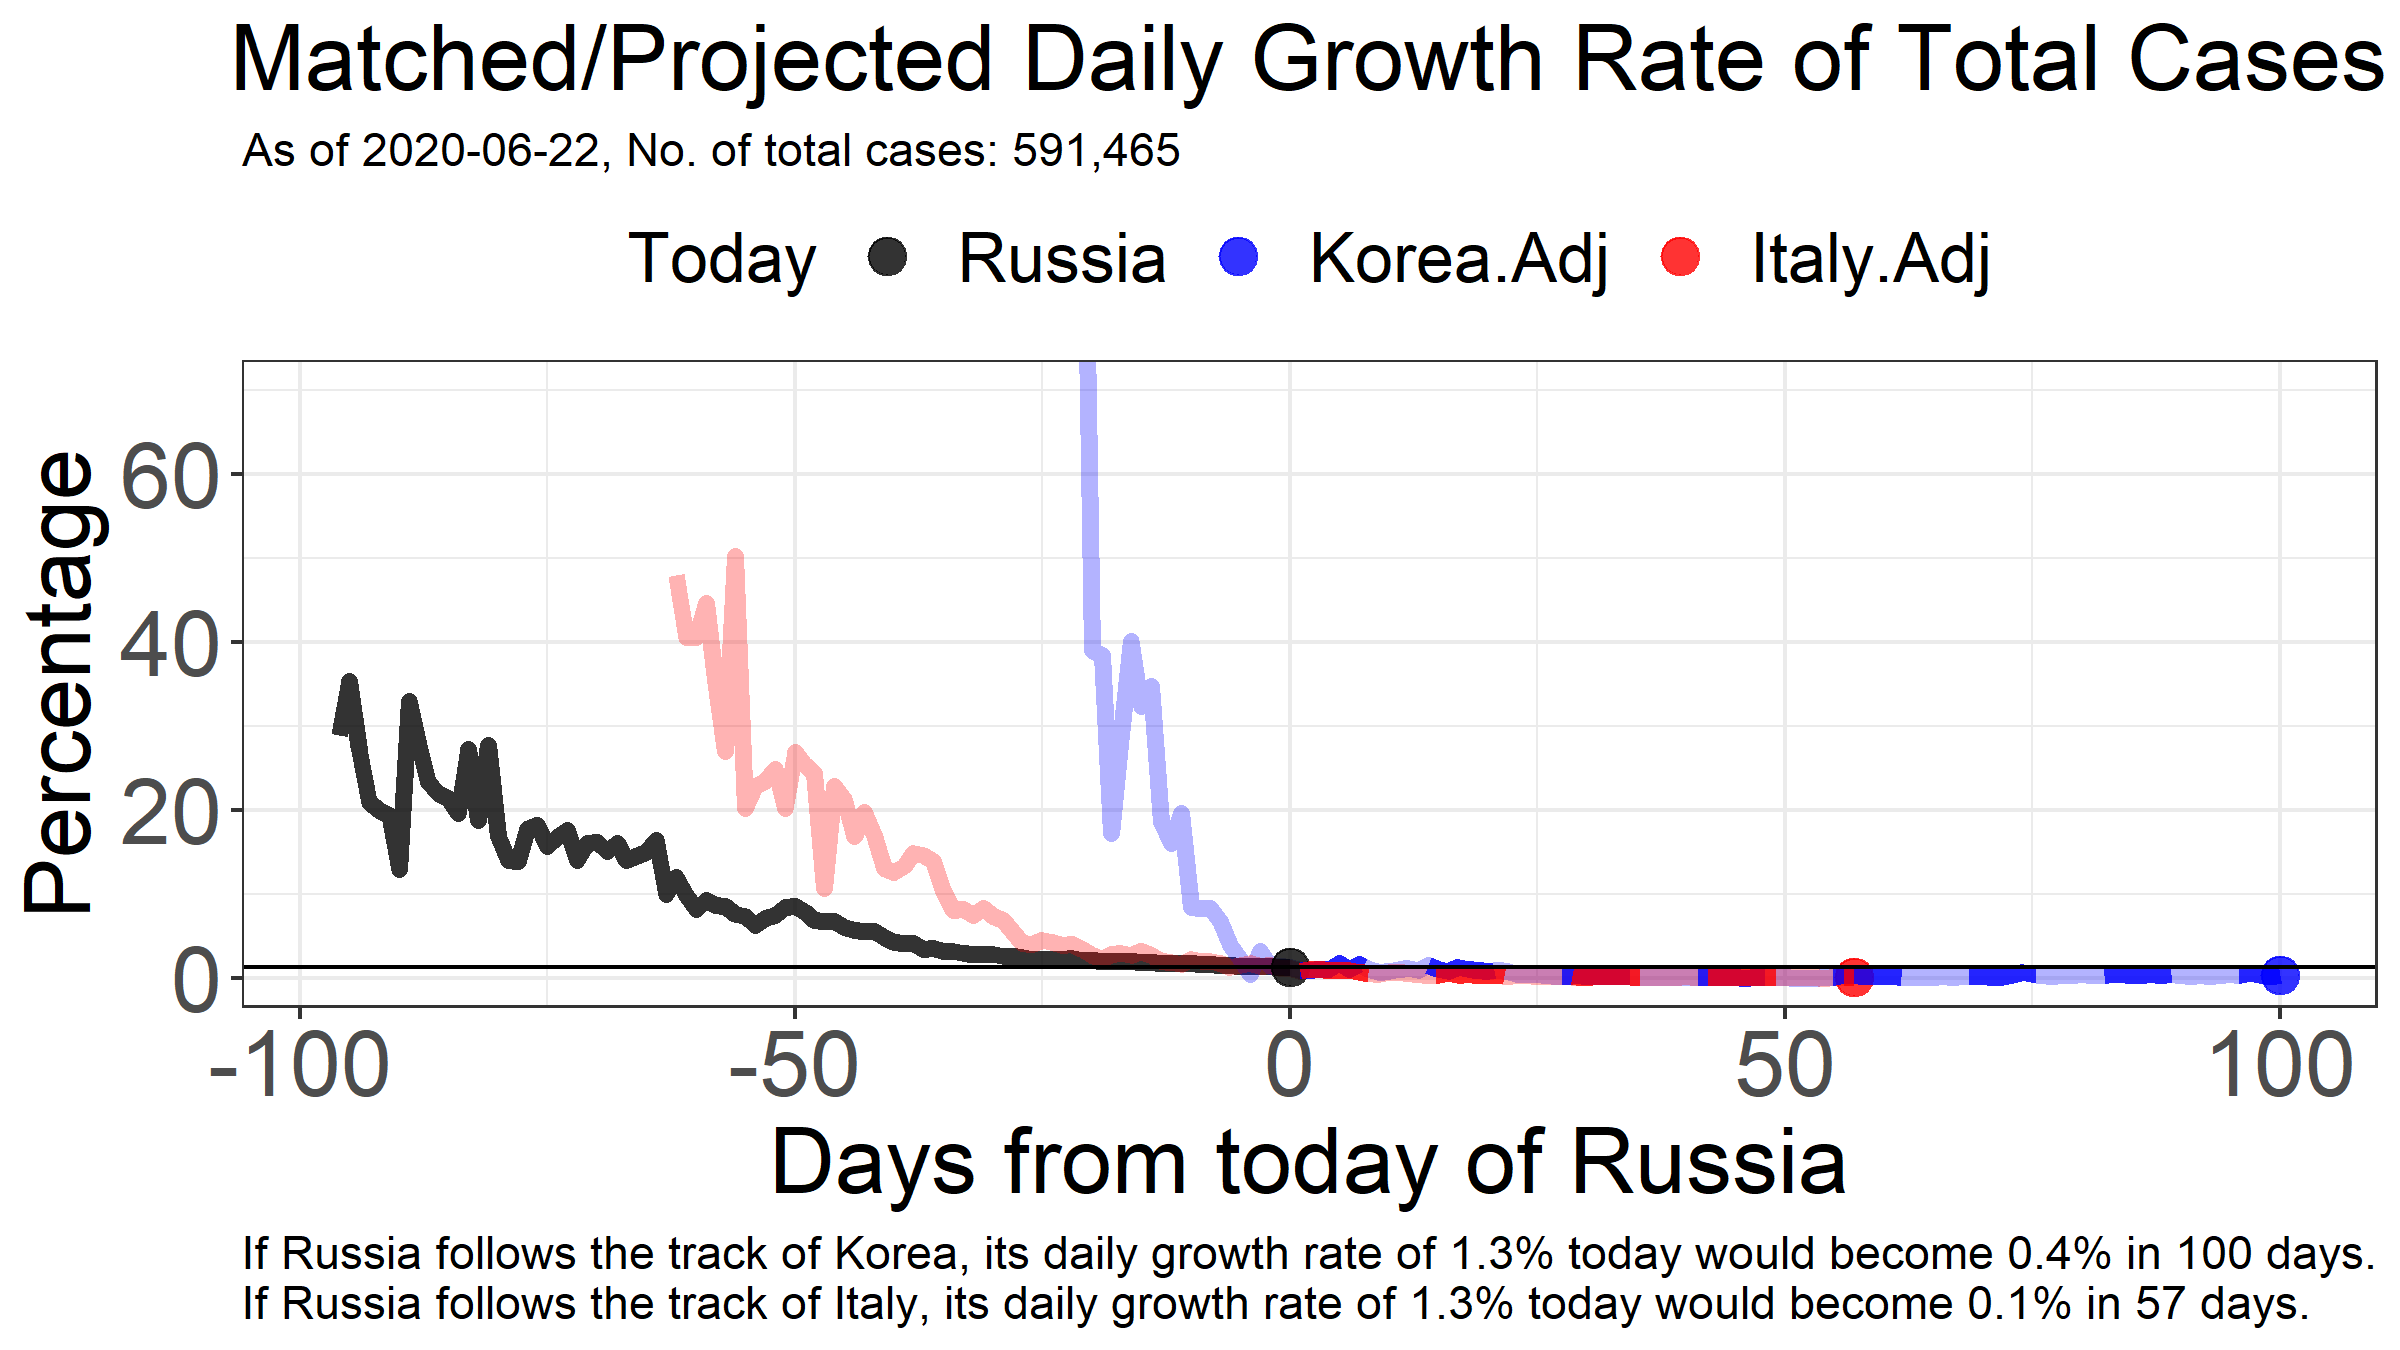 Matched/Projected Daily Growth Rate of Total Cases
As of 2020-06-22, No. of total cases: 591,465
Today Russia Korea.Adj Italy.Adj
Percentage
60
40
20
0
-100 -50 0 50 100
Days from today of Russia
If Russia follows the track of Korea, its daily growth rate of 1.3% today would become 0.4% in 100 days.
If Russia follows the track of Italy, its daily growth rate of 1.3% today would become 0.1% in 57 days.